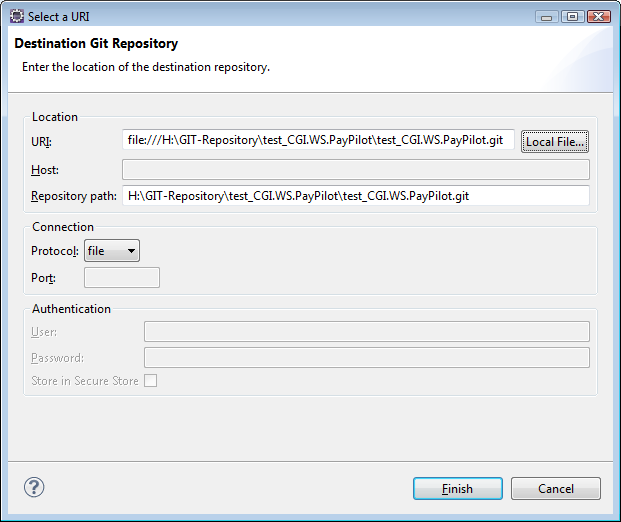 Select a URI
Destination Git Repository
Enter the location of the destination repository.
Location
URI: file:///H:\GIT-Repository\test_CGI.WS.PayPilot\test_CGI.WS.PayPilot.git Local File...
Host:
Repository path: H:\GIT-Repository\test_CGI.WS.PayPilot\test_CGI.WS.PayPilot.git
Connection
Protocol: file
Port:
Authentication
User:
Password:
Store in Secure Store
? Finish Cancel